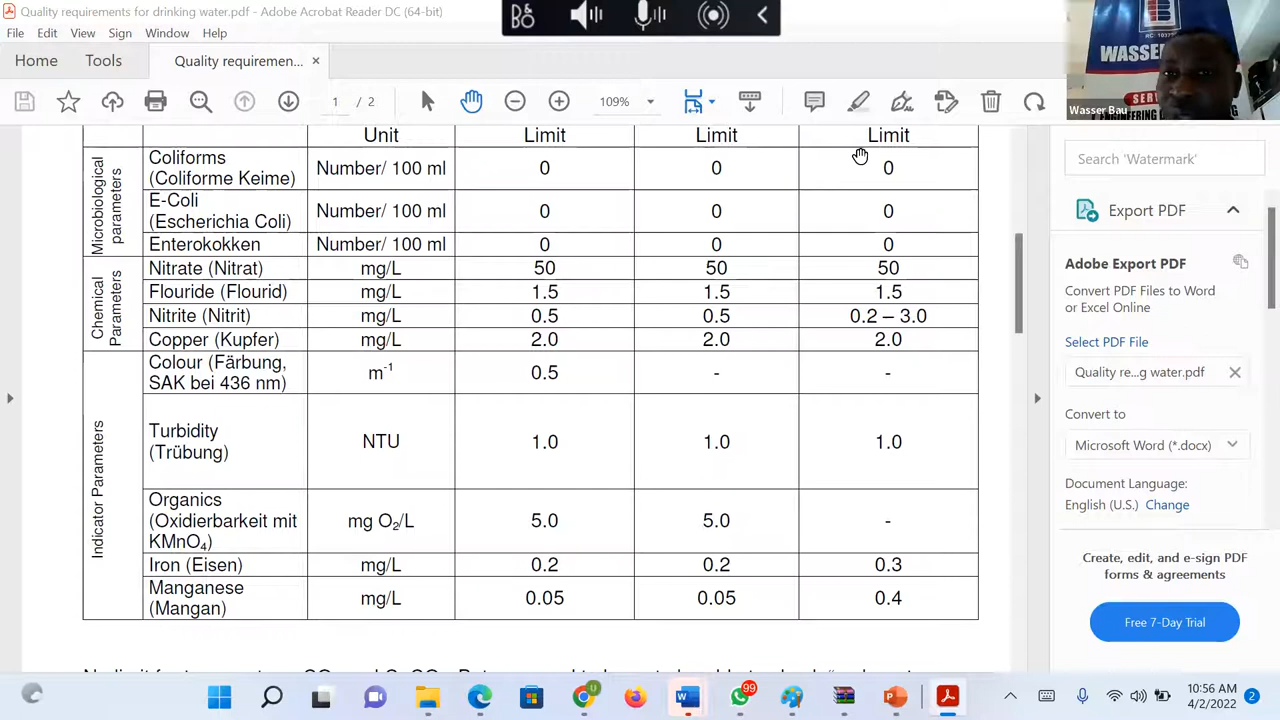 Quality requirements for drinking water.pdf - Adobe Acrobat Reader DC (64-bit)
File Edit View Sign Window Help
Home Tools Quality requiremen... ×
1 / 2 109%
WASSER
Wasser Bau
Search 'Watermark'
Export PDF
Adobe Export PDF
Convert PDF Files to Word
or Excel Online
Select PDF File
Quality re...g water.pdf
Convert to
Microsoft Word (*.docx)
Document Language:
English (U.S.) Change
Create, edit, and e-sign PDF
forms & agreements
Free 7-Day Trial
Unit Limit Limit Limit
Microbiological
parameters
Coliforms
(Coliforme Keime) Number/ 100 ml 0 0 0
E-Coli
(Escherichia Coli) Number/ 100 ml 0 0 0
Enterokokken Number/ 100 ml 0 0 0
Chemical
Parameters
Nitrate (Nitrat) mg/L 50 50 50
Flouride (Flourid) mg/L 1.5 1.5 1.5
Nitrite (Nitrit) mg/L 0.5 0.5 0.2 – 3.0
Copper (Kupfer) mg/L 2.0 2.0 2.0
Indicator Parameters
Colour (Färbung,
SAK bei 436 nm) m-1 0.5 - -
Turbidity
(Trübung) NTU 1.0 1.0 1.0
Organics
(Oxidierbarkeit mit
KMnO4) mg O2/L 5.0 5.0 -
Iron (Eisen) mg/L 0.2 0.2 0.3
Manganese
(Mangan) mg/L 0.05 0.05 0.4
99
10:56 AM
4/2/2022 2